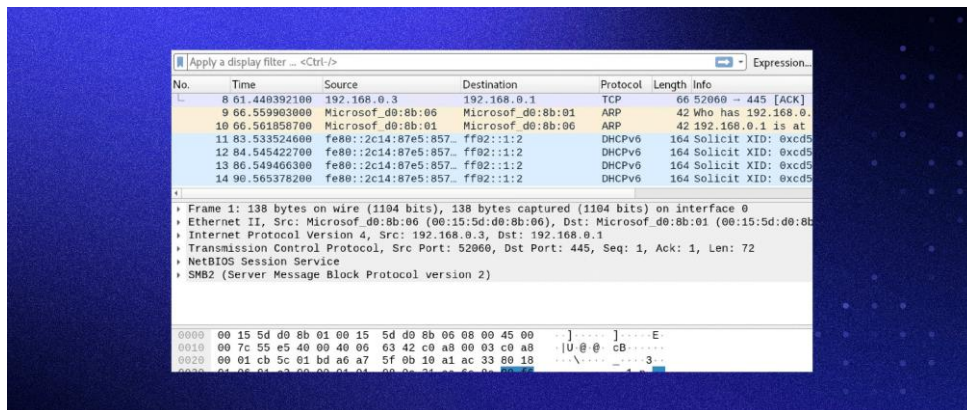 Apply a display filter … <Ctrl-/> Expression…
No. Time Source Destination Protocol Length Info
8 61.440392100 192.168.0.3 192.168.0.1 TCP 66 52060 → 445 [ACK]
9 66.559903000 Microsof_d0:8b:06 Microsof_d0:8b:01 ARP 42 Who has 192.168.0.
10 66.561858700 Microsof_d0:8b:01 Microsof_d0:8b:06 ARP 42 192.168.0.1 is at
11 83.533524600 fe80::2c14:87e5:857… ff02::1:2 DHCPv6 164 Solicit XID: 0xcd5
12 84.545422700 fe80::2c14:87e5:857… ff02::1:2 DHCPv6 164 Solicit XID: 0xcd5
13 86.549466300 fe80::2c14:87e5:857… ff02::1:2 DHCPv6 164 Solicit XID: 0xcd5
14 90.565378200 fe80::2c14:87e5:857… ff02::1:2 DHCPv6 164 Solicit XID: 0xcd5
Frame 1: 138 bytes on wire (1104 bits), 138 bytes captured (1104 bits) on interface 0
Ethernet II, Src: Microsof_d0:8b:06 (00:15:5d:d0:8b:06), Dst: Microsof_d0:8b:01 (00:15:5d:d0:8b
Internet Protocol Version 4, Src: 192.168.0.3, Dst: 192.168.0.1
Transmission Control Protocol, Src Port: 52060, Dst Port: 445, Seq: 1, Ack: 1, Len: 72
NetBIOS Session Service
SMB2 (Server Message Block Protocol version 2)
0000 00 15 5d d0 8b 01 00 15 5d d0 8b 06 08 00 45 00 ··]····· ]·····E·
0010 00 7c 55 e5 40 00 40 06 63 42 c0 a8 00 03 c0 a8 ·|U·@·@· cB······
0020 00 01 cb 5c 01 bd a6 a7 5f 0b 10 a1 ac 33 80 18 ···\···· _····3··